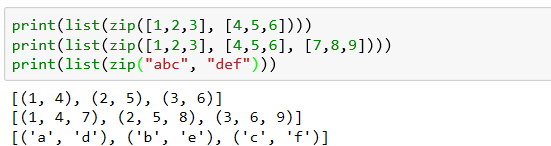 print(list(zip([1,2,3], [4,5,6])))
print(list(zip([1,2,3], [4,5,6], [7,8,9])))
print(list(zip("abc", "def")))
[(1, 4), (2, 5), (3, 6)]
[(1, 4, 7), (2, 5, 8), (3, 6, 9)]
[('a', 'd'), ('b', 'e'), ('c', 'f')]